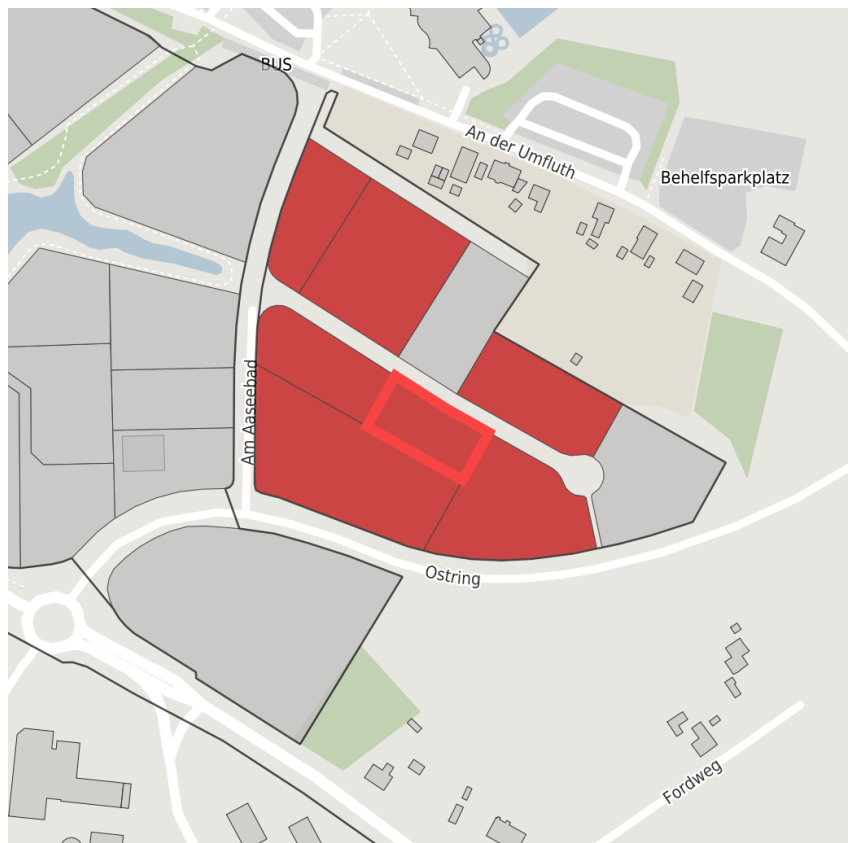 BUS
An der Umfluth
Behelfsparkplatz
Am Aaseebad
Ostring
Fordweg